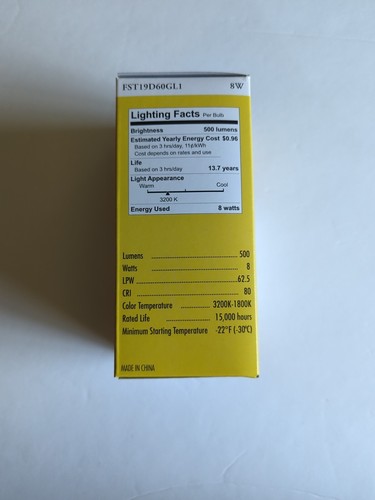 FST19D60GL1 8W
Lighting Facts Per Bulb
Brightness 500 lumens
Estimated Yearly Energy Cost $0.96
Based on 3 hrs/day, 11¢/kWh
Cost depends on rates and use
Life
Based on 3 hrs/day 13.7 years
Light Appearance
Warm Cool
3200 K
Energy Used 8 watts
Lumens 500
Watts 8
LPW 62.5
CRI 80
Color Temperature 3200K-1800K
Rated Life 15,000 hours
Minimum Starting Temperature -22°F (-30°C)
MADE IN CHINA